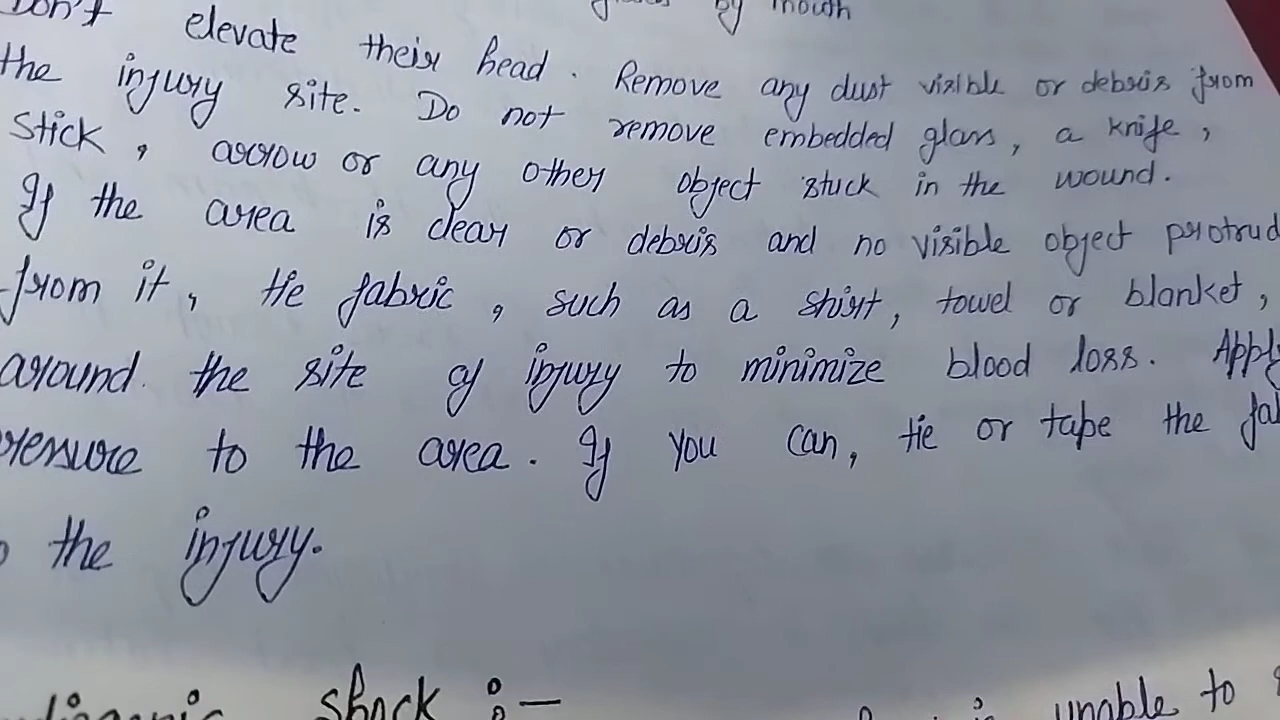 Don't elevate their head. Remove any dust visible or debris from
the injury site. Do not remove embedded glass, a knife,
stick, arrow or any other object stuck in the wound.
If the area is clear or debris and no visible object protrud
from it, tie fabric, such as a shirt, towel or blanket,
around the site of injury to minimize blood loss. Apply
ressure to the area. If you can, tie or tape the fa
the injury.
shock :-
is unable to